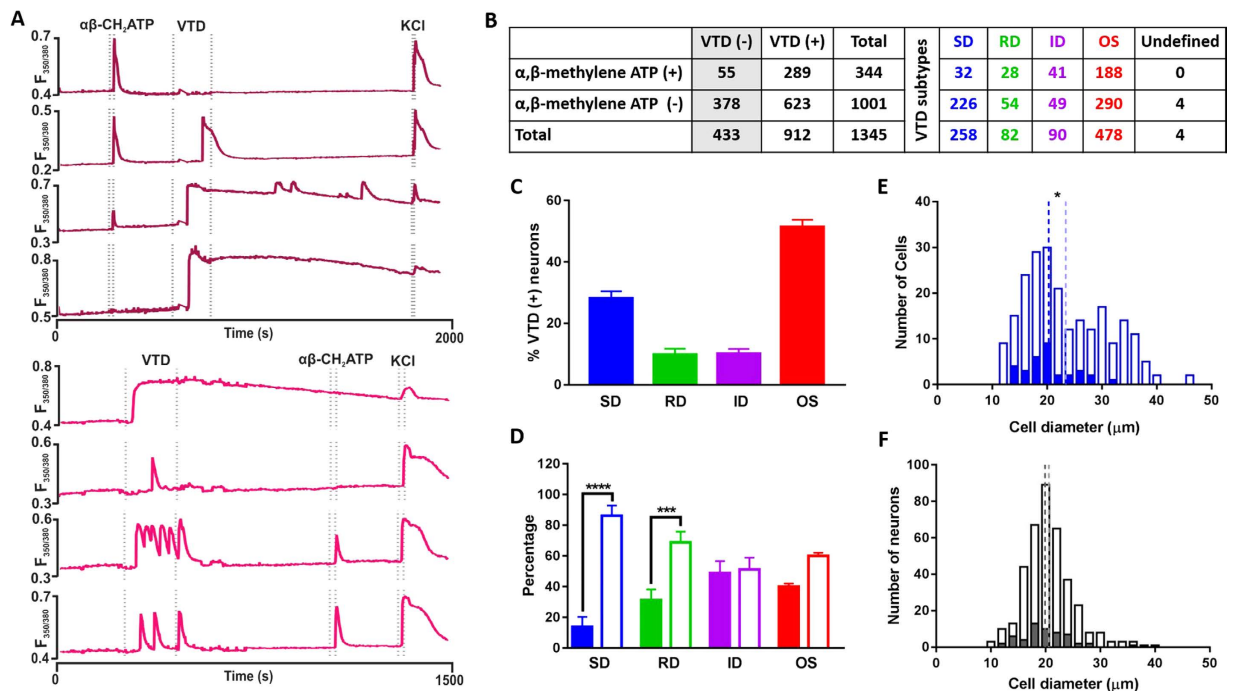 A
αβ-CH2ATP VTD KCl
0.7
F350/380
0.4
0.5
F350/380
0.2
0.7
F350/380
0.3
0.8
F350/380
0.5
0 Time (s) 2000
VTD αβ-CH2ATP KCl
0.8
F350/380
0.4
0.6
F350/380
0.3
0.6
F350/380
0.3
0.7
F350/380
0.4
0 Time (s) 1500
B
VTD (-) VTD (+) Total VTD subtypes SD RD ID OS Undefined
α,β-methylene ATP (+) 55 289 344 32 28 41 188 0
α,β-methylene ATP (-) 378 623 1001 226 54 49 290 4
Total 433 912 1345 258 82 90 478 4
C
% VTD (+) neurons
60
40
20
0
SD RD ID OS
D
Percentage
120
100
80
60
40
20
0
**** ***
SD RD ID OS
E
*
Number of Cells
40
30
20
10
0
0 10 20 30 40 50
Cell diameter (μm)
F
Number of neurons
100
80
60
40
20
0
0 10 20 30 40 50
Cell diameter (μm)